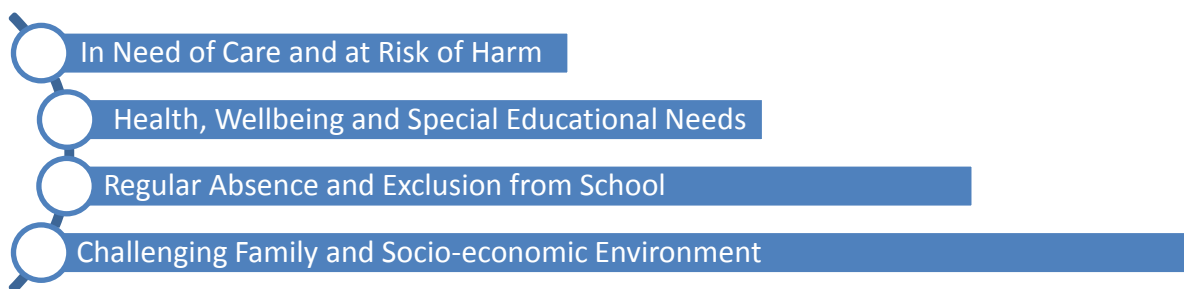 In Need of Care and at Risk of Harm
Health, Wellbeing and Special Educational Needs
Regular Absence and Exclusion from School
Challenging Family and Socio-economic Environment